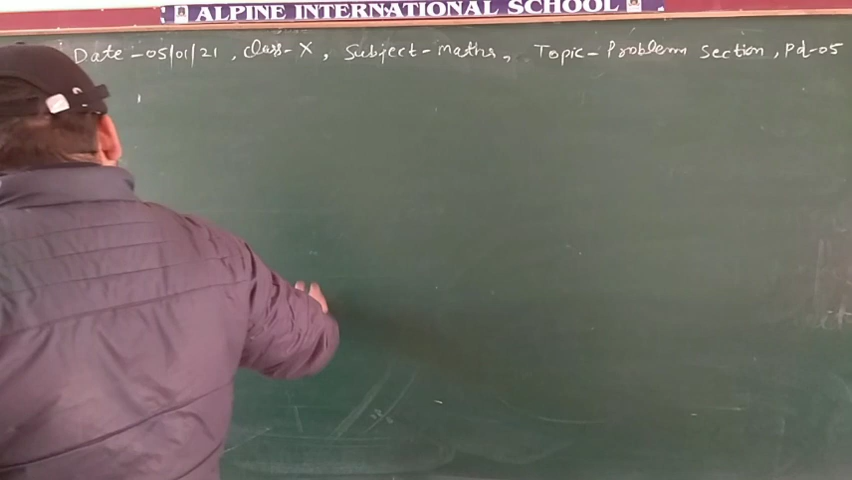 ALPINE INTERNATIONAL SCHOOL
Date - 05/01/21 , Class - X , Subject - Maths , Topic - Problem Section , Pd-05